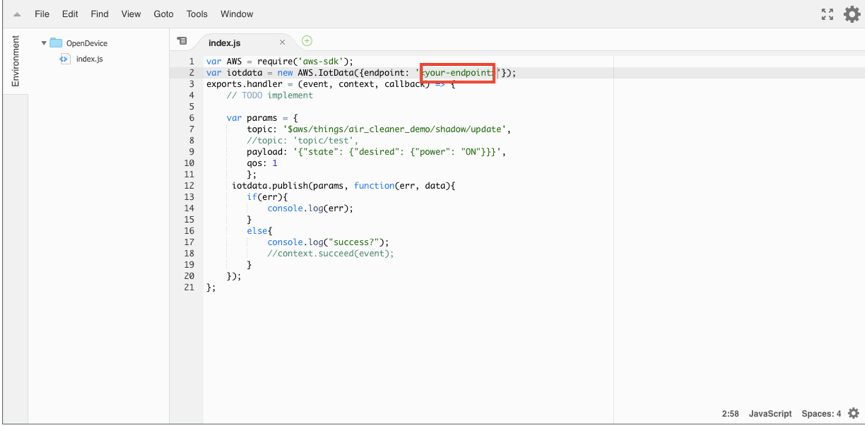 File Edit Find View Goto Tools Window
Environment
OpenDevice
index.js
index.js
1 var AWS = require('aws-sdk');
2 var iotdata = new AWS.IotData({endpoint: '<your-endpoint>'});
3 exports.handler = (event, context, callback) => {
4 // TODO implement
5
6 var params = {
7 topic: '$aws/things/air_cleaner_demo/shadow/update',
8 //topic: 'topic/test',
9 payload: '{"state": {"desired": {"power": "ON"}}}',
10 qos: 1
11 };
12 iotdata.publish(params, function(err, data){
13 if(err){
14 console.log(err);
15 }
16 else{
17 console.log("success?");
18 //context.succeed(event);
19 }
20 });
21 };
2:58 JavaScript Spaces: 4